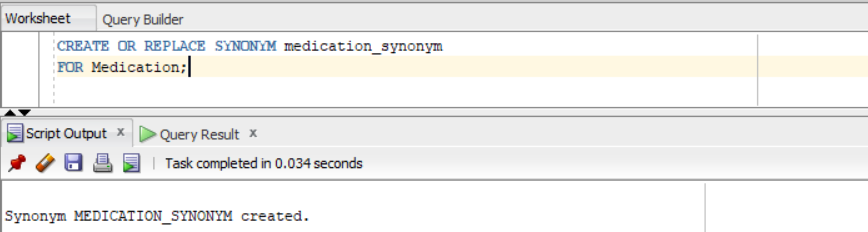 Worksheet Query Builder
CREATE OR REPLACE SYNONYM medication_synonym
FOR Medication;
Script Output x Query Result x
Task completed in 0.034 seconds
Synonym MEDICATION_SYNONYM created.